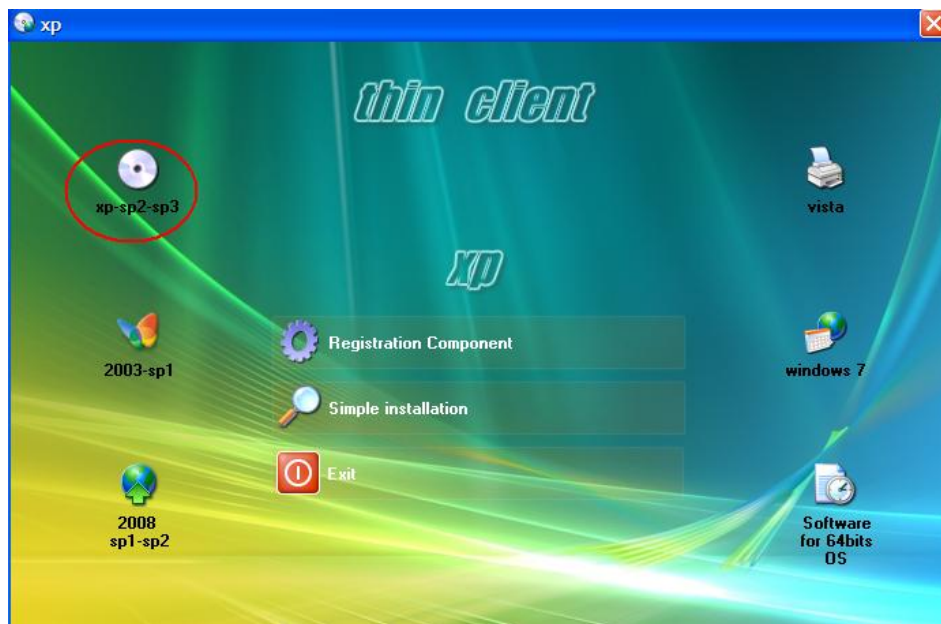 xp
thin client
xp-sp2-sp3
vista
xp
Registration Component
2003-sp1
windows 7
Simple installation
Exit
2008
sp1-sp2
Software
for 64bits
OS